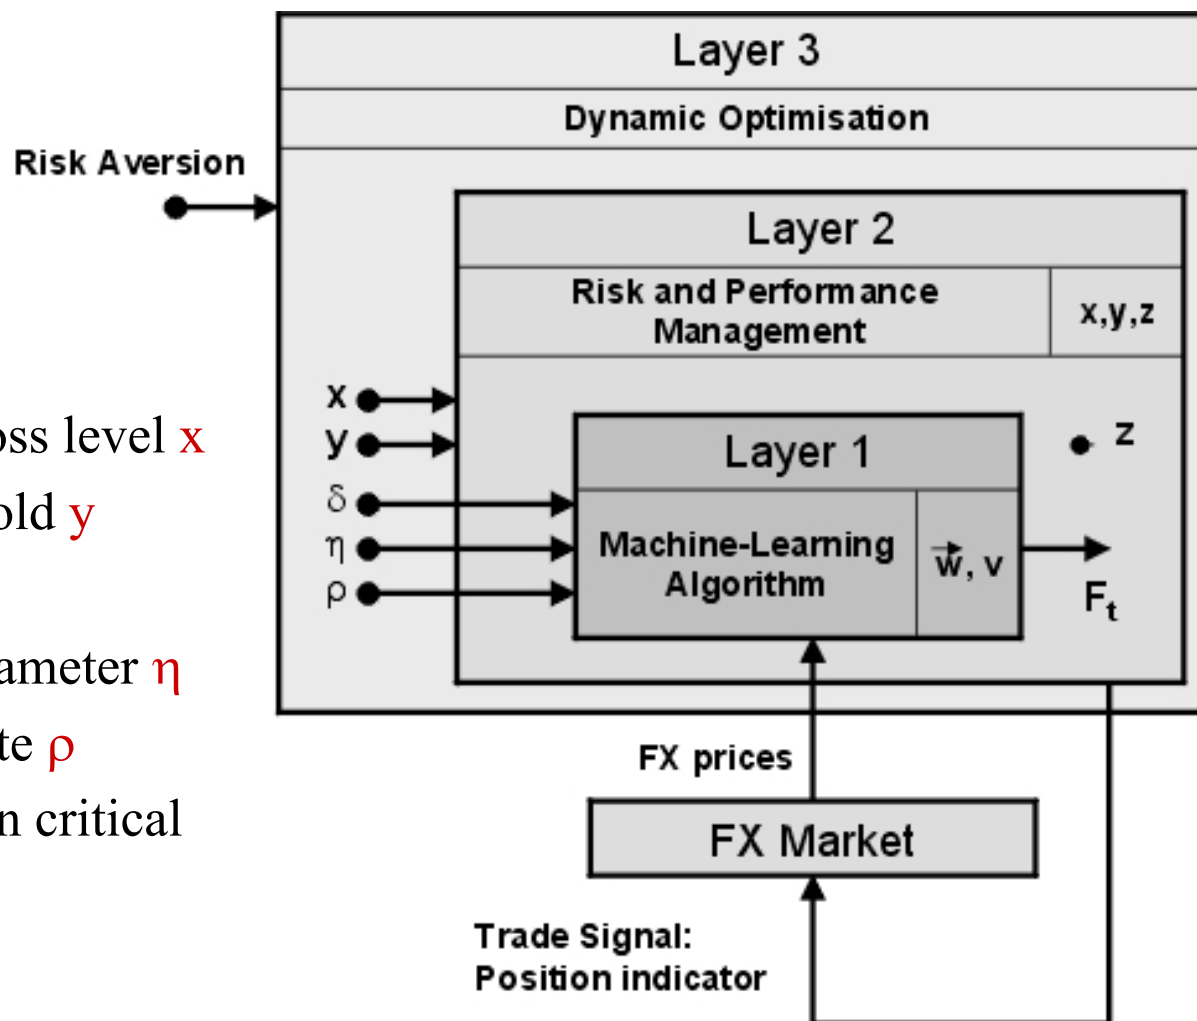 Layer 3
Dynamic Optimisation
Risk Aversion
Layer 2
Risk and Performance
Management
x,y,z
x
y
δ
η
ρ
Layer 1
Machine-Learning
Algorithm
w, v
z
Ft
oss level x
old y
ameter η
te ρ
n critical
FX prices
FX Market
Trade Signal:
Position indicator